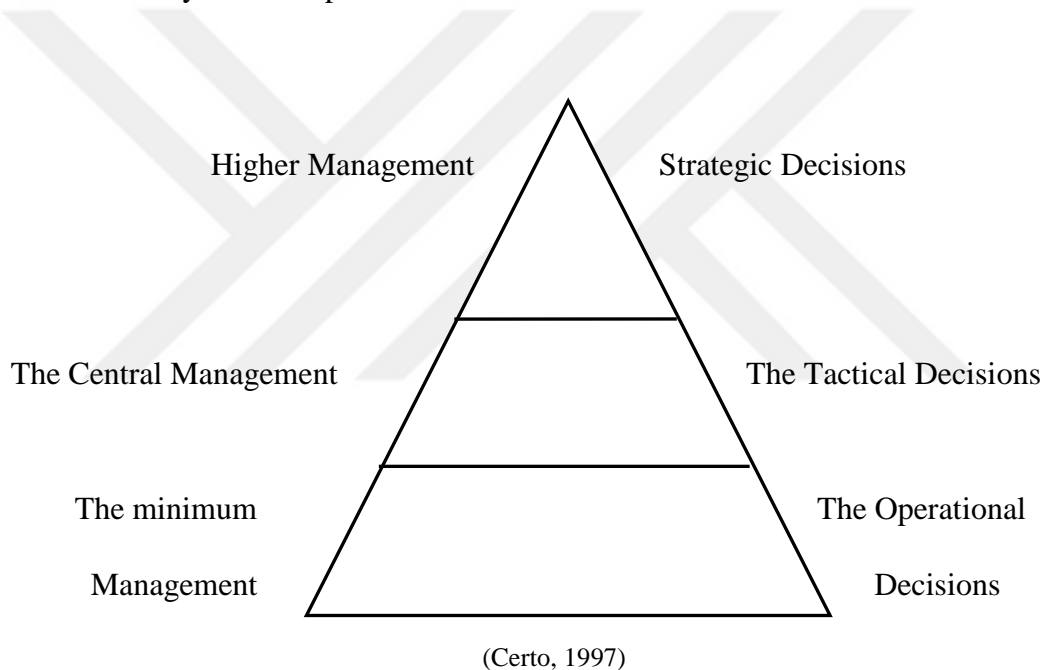 Higher Management
Strategic Decisions
The Central Management
The Tactical Decisions
The minimum
Management
The Operational
Decisions
(Certo, 1997)